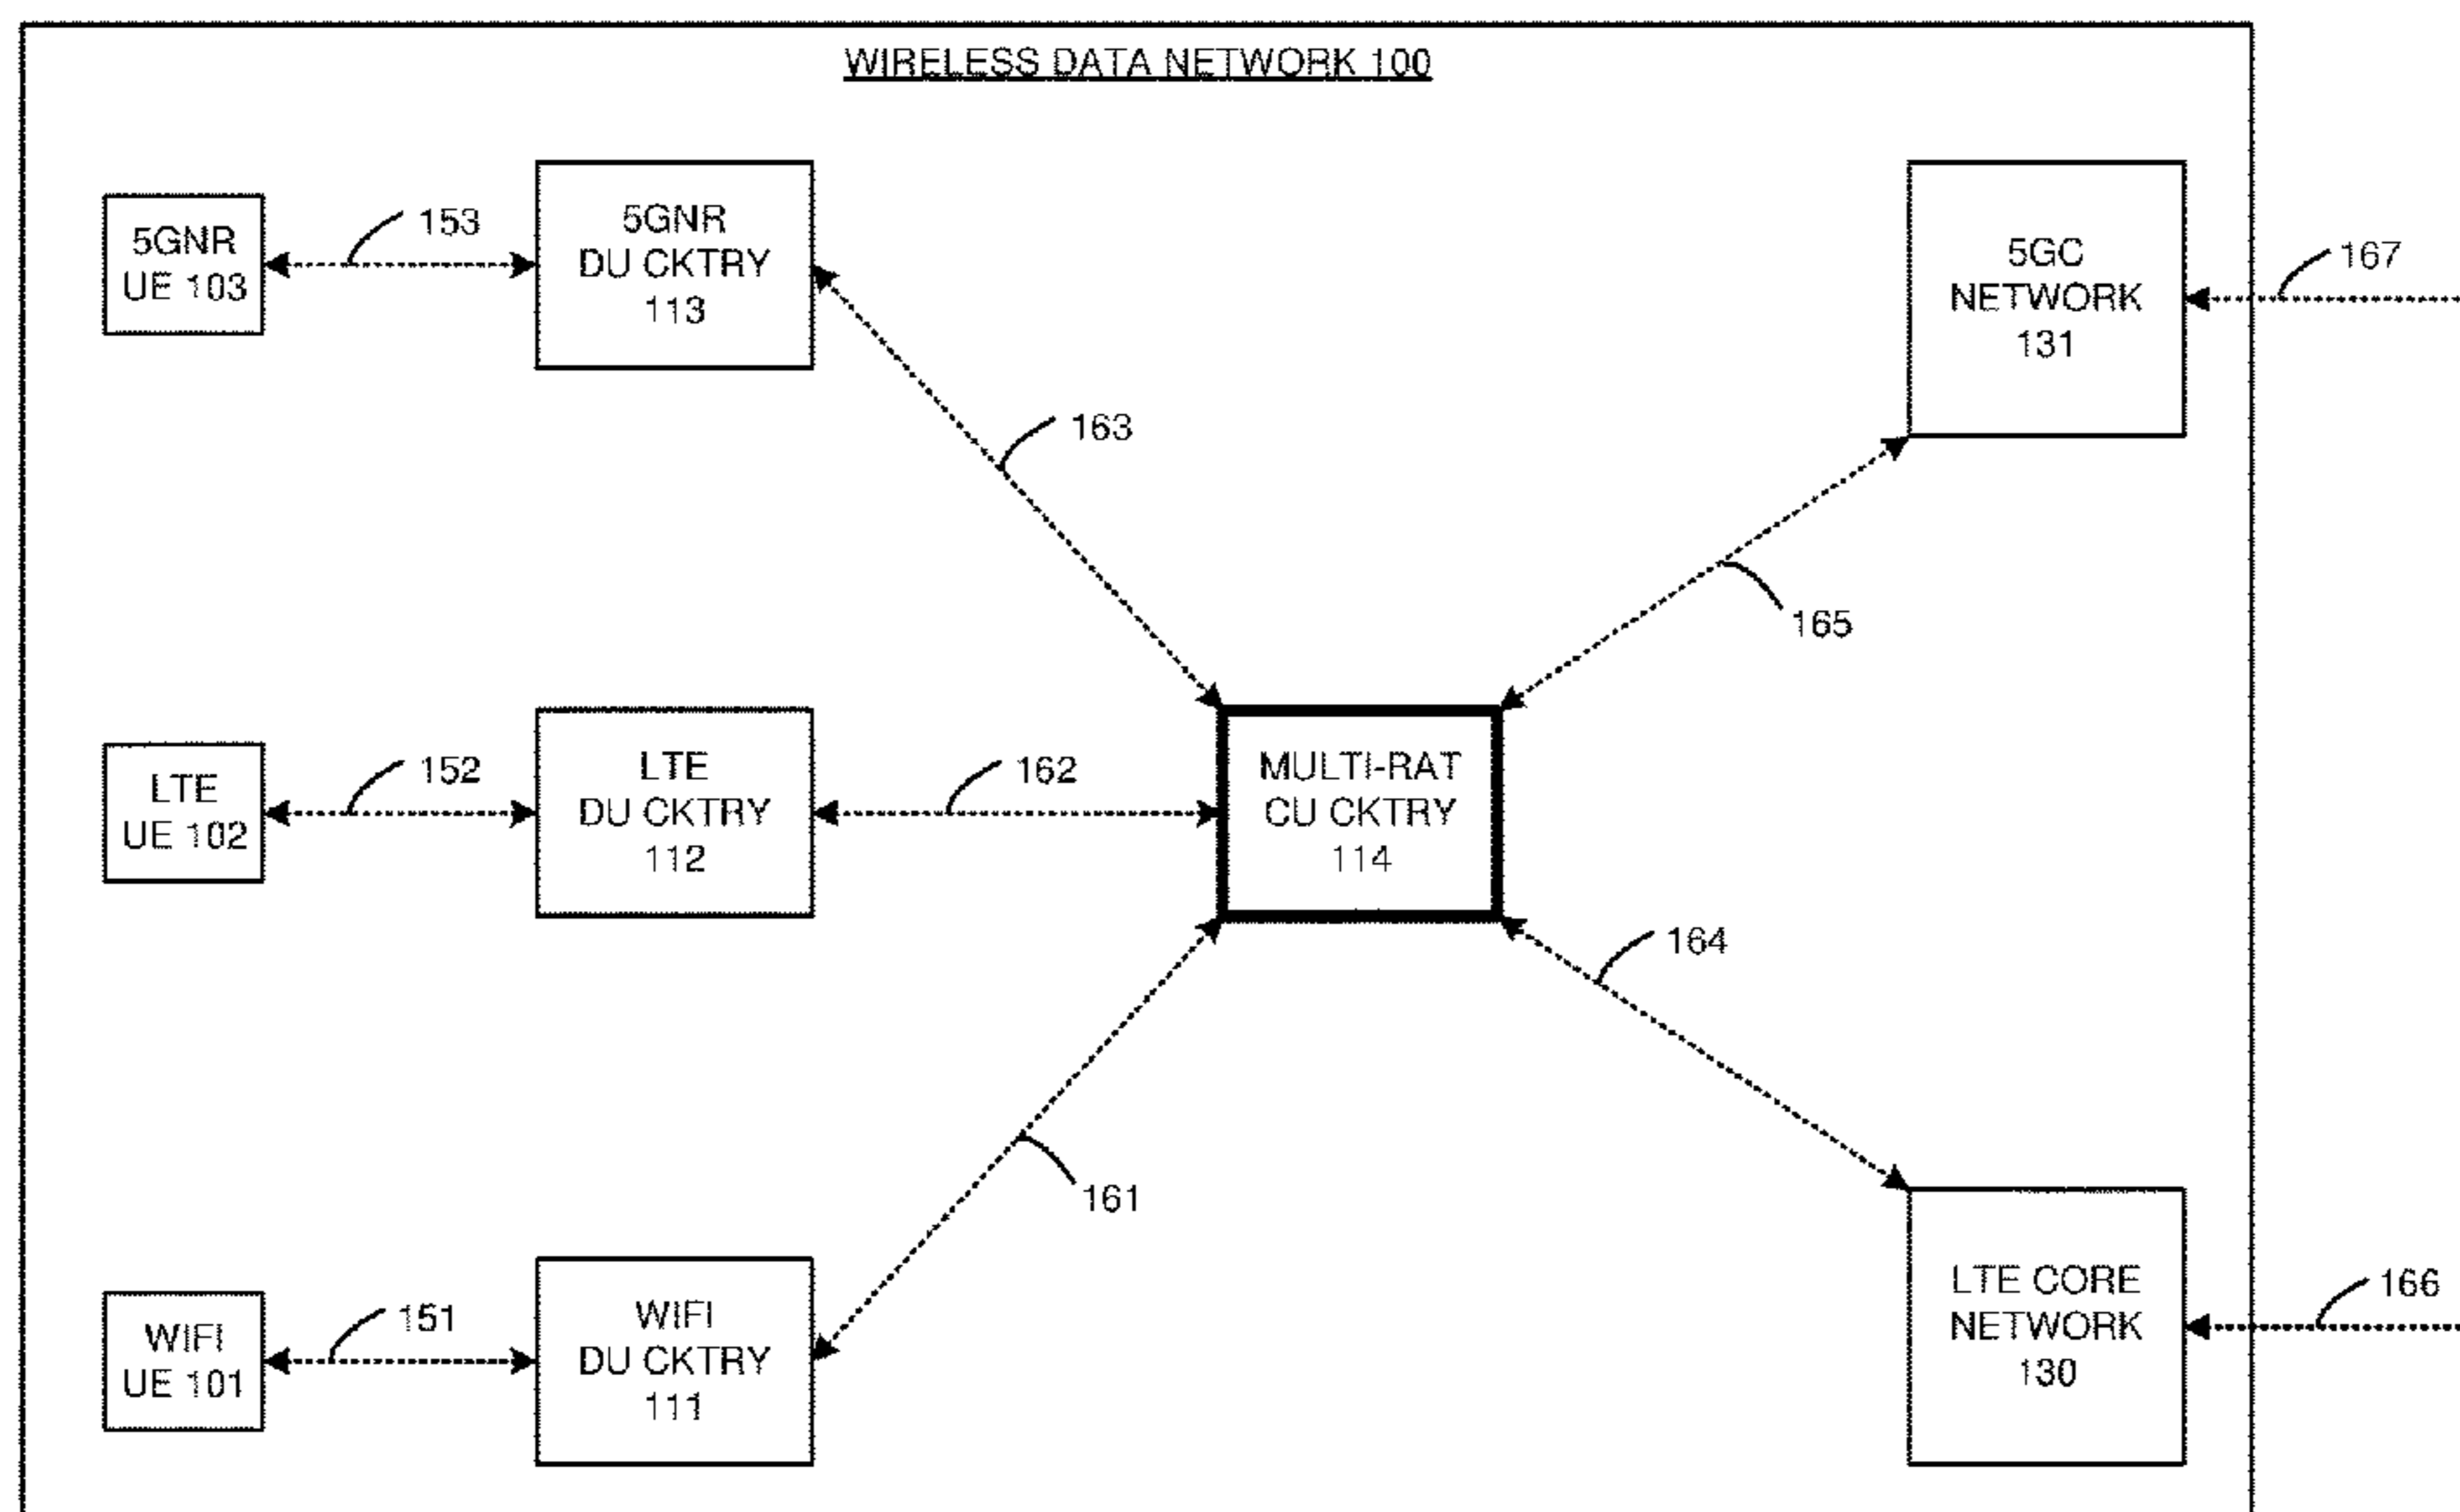 WIRELESS DATA NETWORK 100
5GNR
UE 103
153
5GNR
DU CKTRY
113
163
5GC
NETWORK
131
167
165
LTE
UE 102
152
LTE
DU CKTRY
112
162
MULTI-RAT
CU CKTRY
114
164
161
WIFI
UE 101
151
WIFI
DU CKTRY
111
LTE CORE
NETWORK
130
166